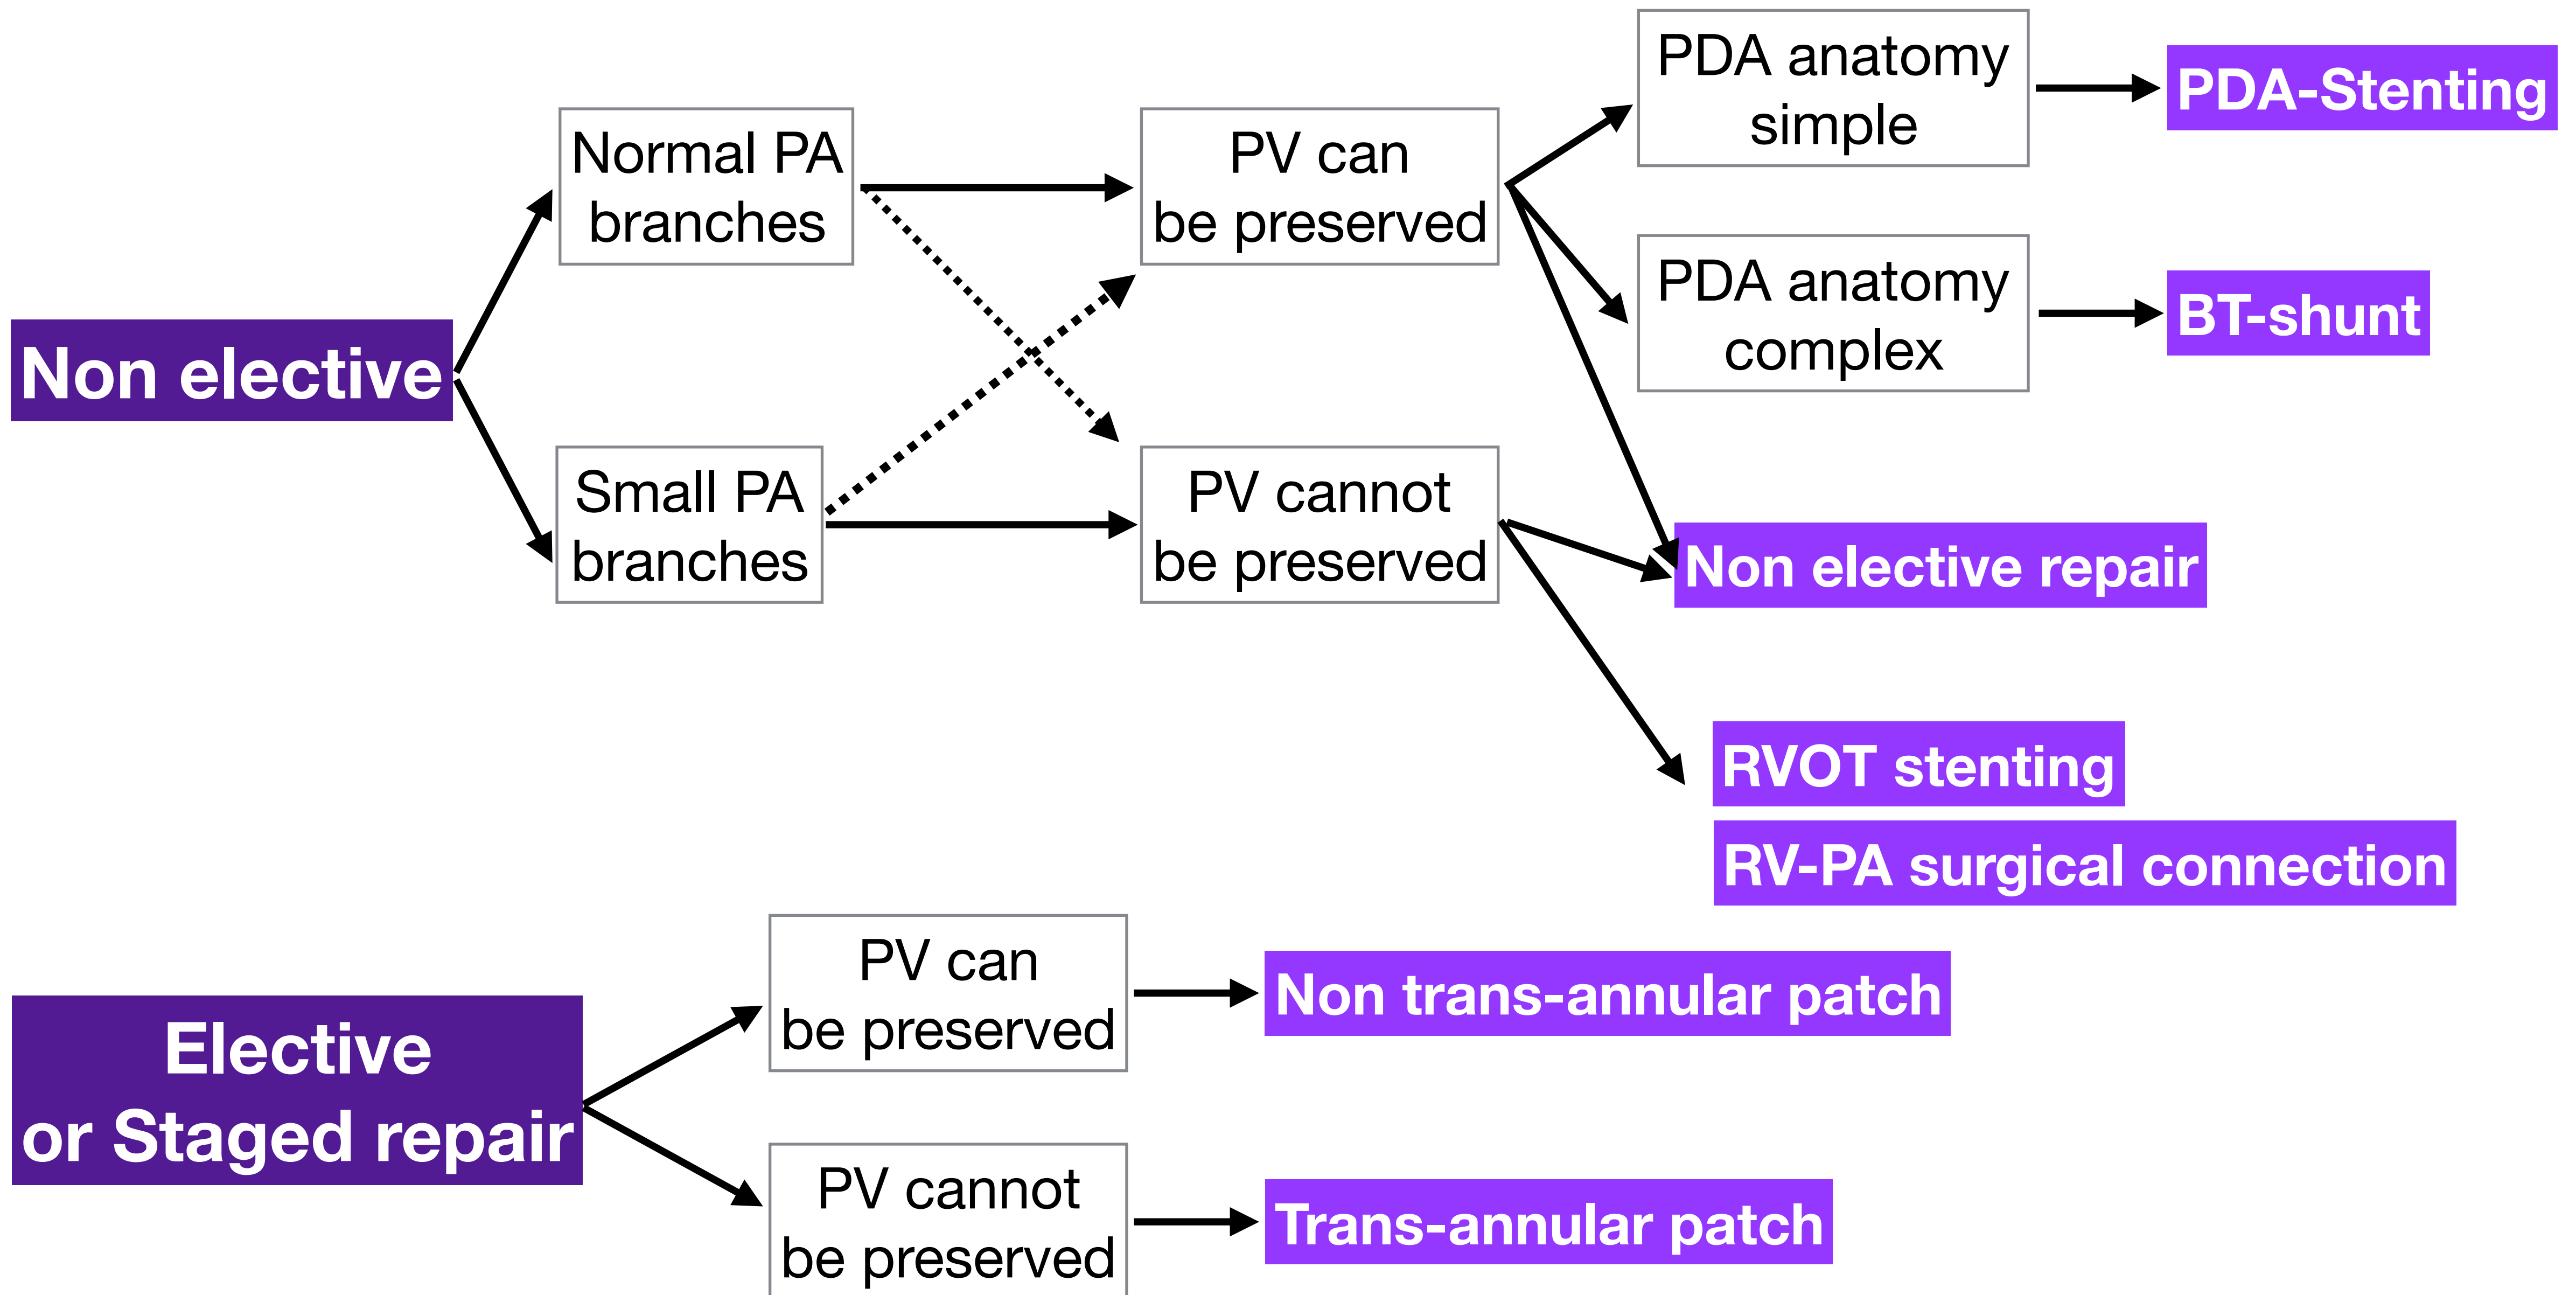 Non elective
Normal PA
branches
Small PA
branches
PV can
be preserved
PV cannot
be preserved
PDA anatomy
simple
PDA anatomy
complex
PDA-Stenting
BT-shunt
Non elective repair
RVOT stenting
RV-PA surgical connection
Elective
or Staged repair
PV can
be preserved
PV cannot
be preserved
Non trans-annular patch
Trans-annular patch